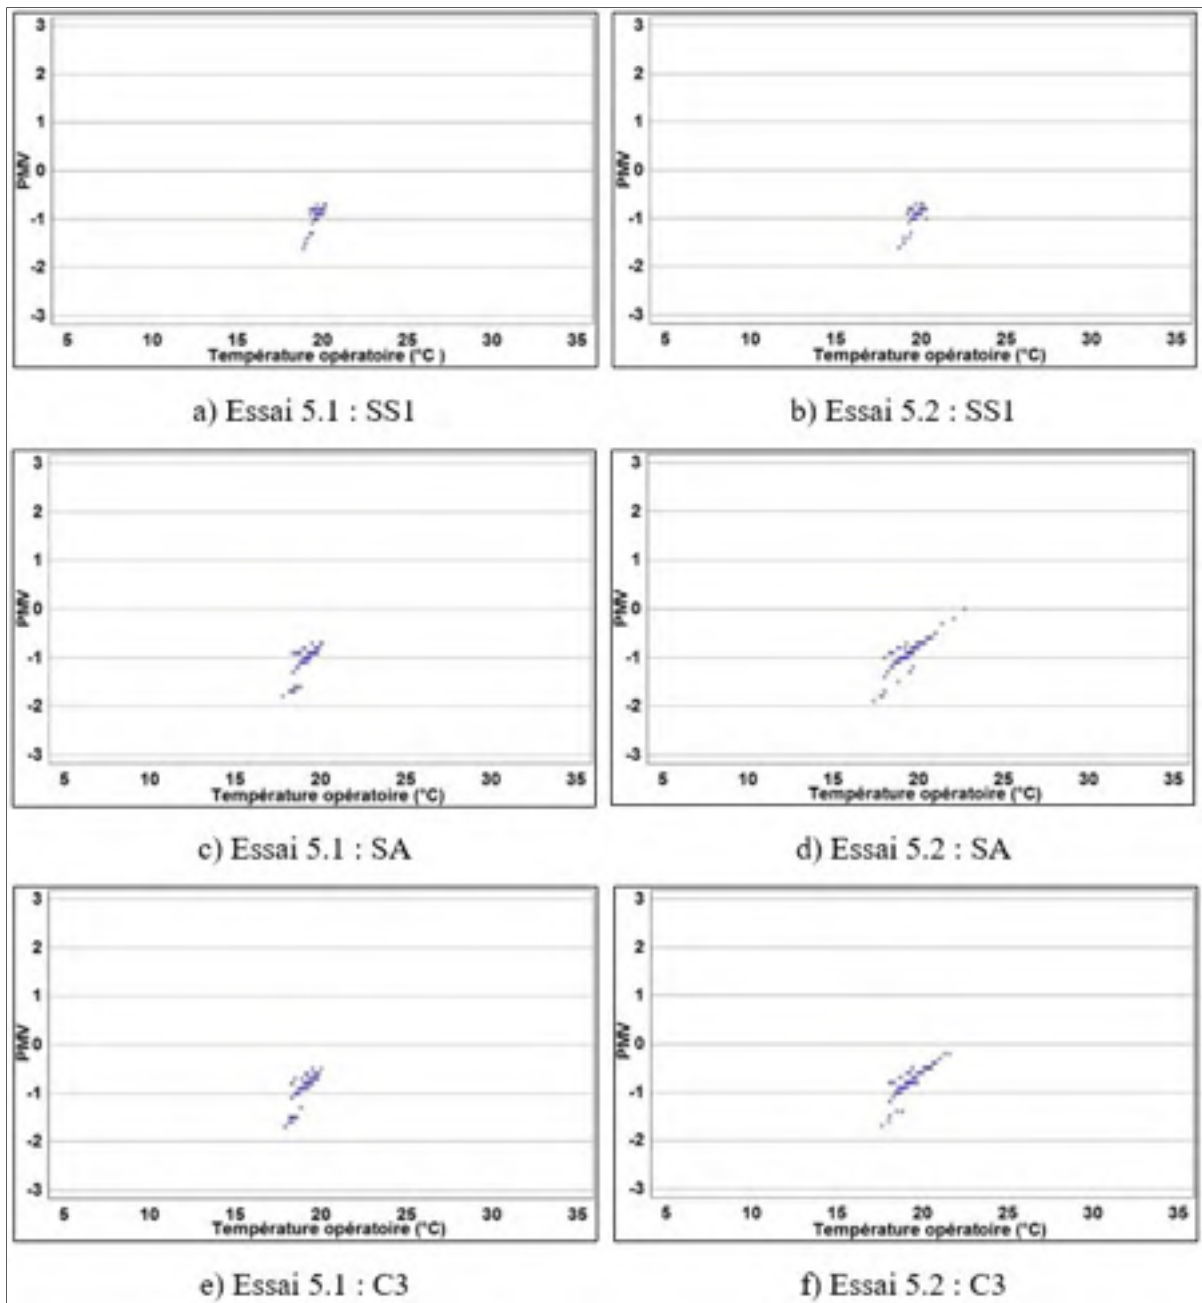 3
2
1
0
-1
-2
-3
PMV
5 10 15 20 25 30 35
Température opératoire (°C )
a) Essai 5.1 : SS1
3
2
1
0
-1
-2
-3
PMV
5 10 15 20 25 30 35
Température opératoire (°C)
b) Essai 5.2 : SS1
3
2
1
0
-1
-2
-3
PMV
5 10 15 20 25 30 35
Température opératoire (°C)
c) Essai 5.1 : SA
3
2
1
0
-1
-2
-3
PMV
5 10 15 20 25 30 35
Température opératoire (°C)
d) Essai 5.2 : SA
3
2
1
0
-1
-2
-3
PMV
5 10 15 20 25 30 35
Température opératoire (°C)
e) Essai 5.1 : C3
3
2
1
0
-1
-2
-3
PMV
5 10 15 20 25 30 35
Température opératoire (°C)
f) Essai 5.2 : C3